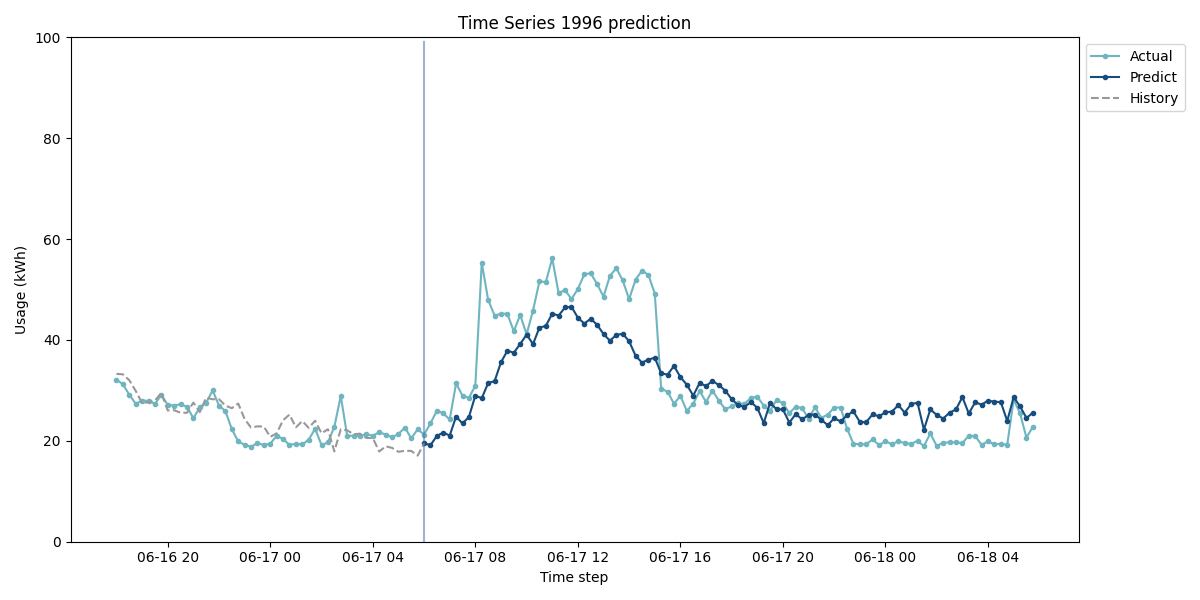 Time Series 1996 prediction
100
80
60
40
20
0
Usage (kWh)
06-16 20
06-17 00
06-17 04
06-17 08
06-17 12
06-17 16
06-17 20
06-18 00
06-18 04
Time step
Actual
Predict
History